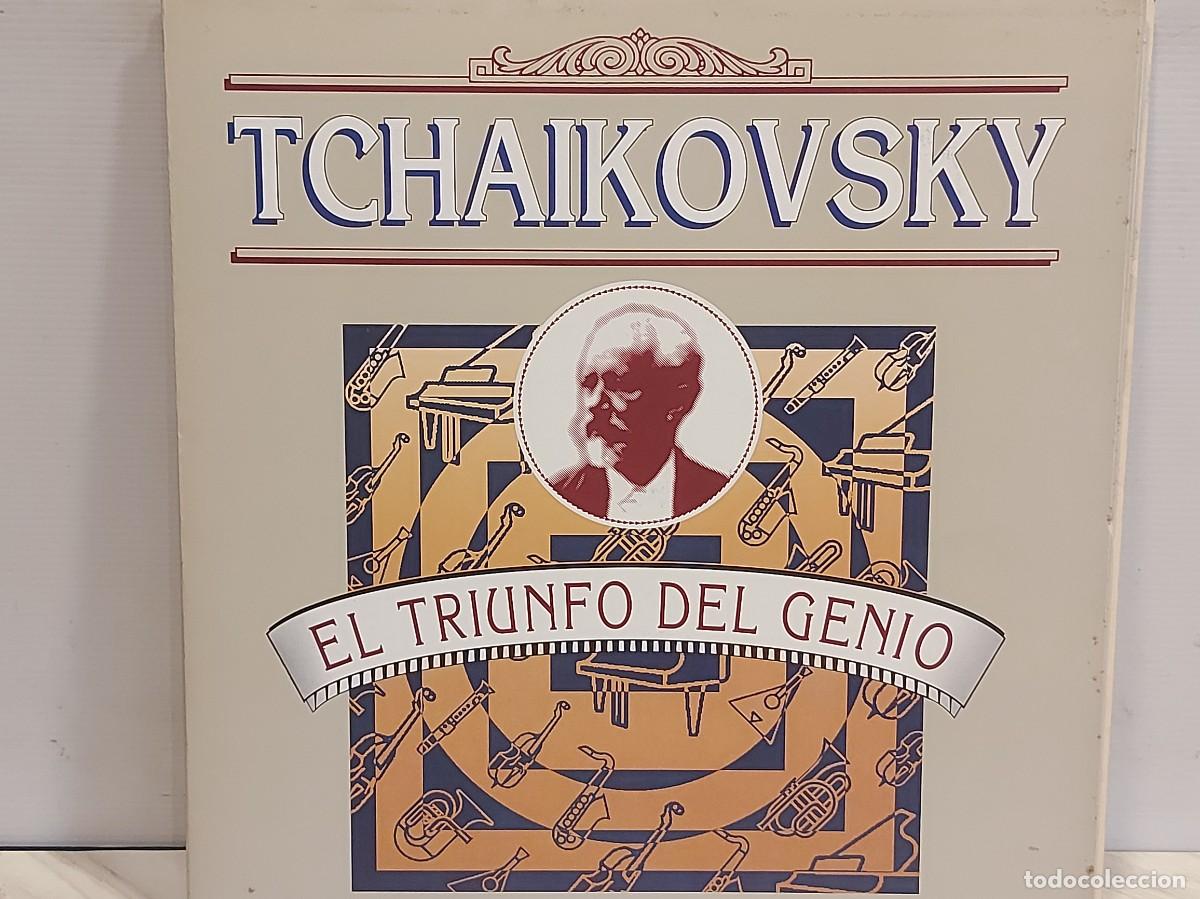 TCHAIKOVSKY
EL TRIUNFO DEL GENIO
todocoleccion